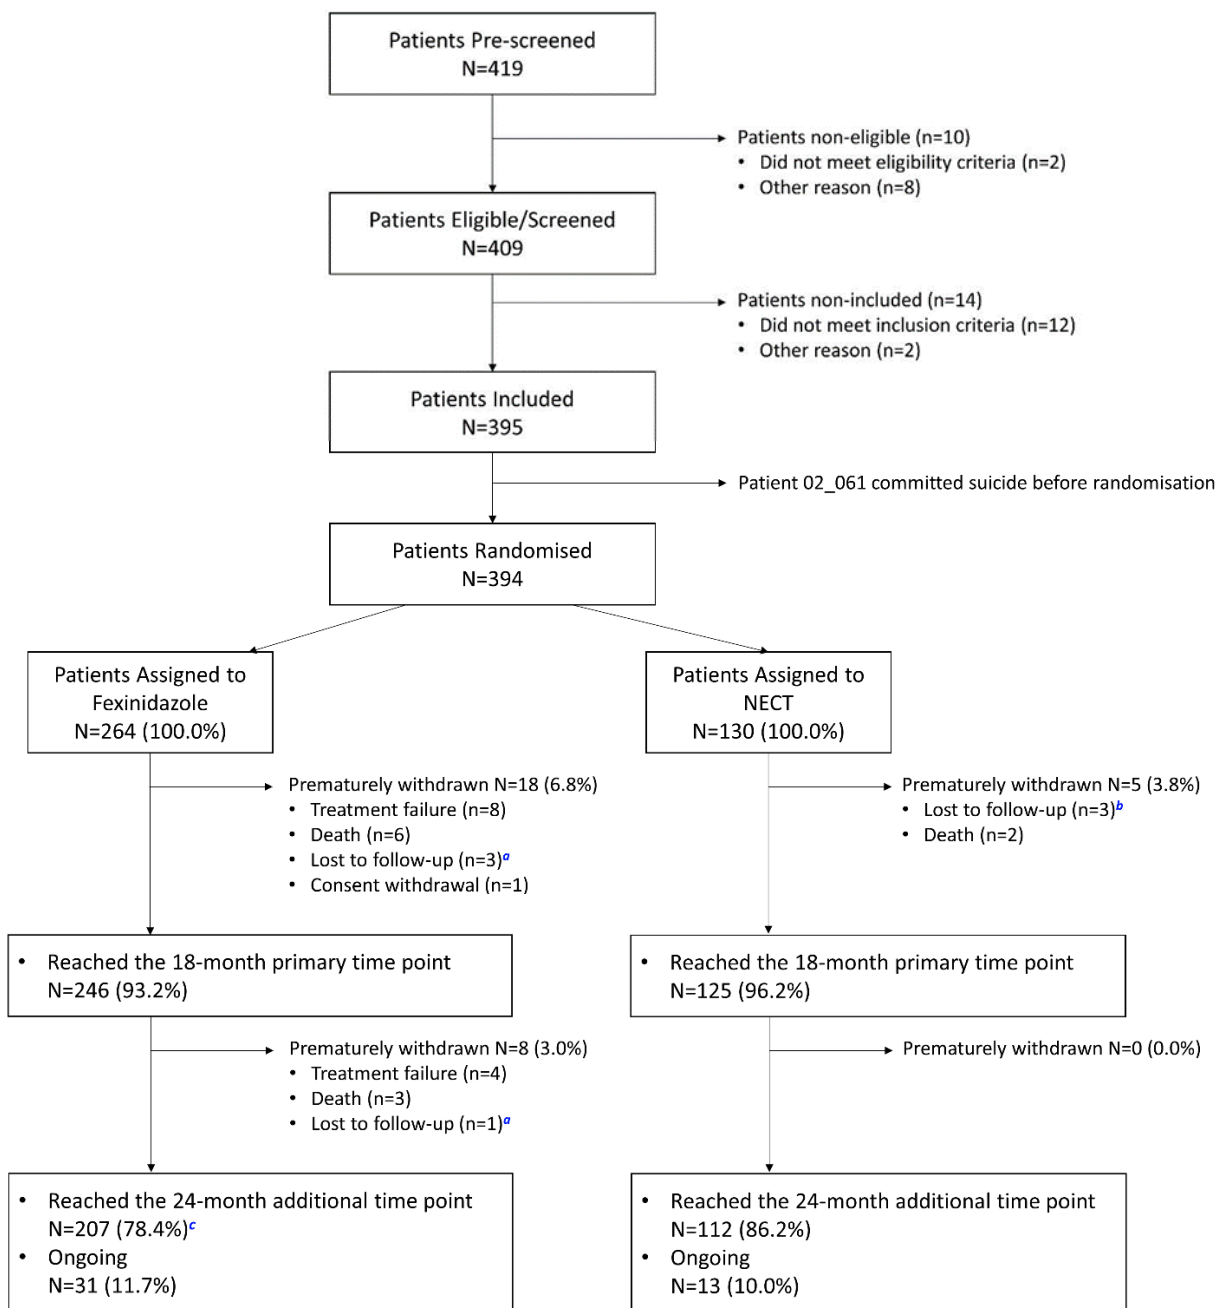 Patients Pre-screened
N=419
Patients non-eligible (n=10)
• Did not meet eligibility criteria (n=2)
• Other reason (n=8)
Patients Eligible/Screened
N=409
Patients non-included (n=14)
• Did not meet inclusion criteria (n=12)
• Other reason (n=2)
Patients Included
N=395
Patient 02_061 committed suicide before randomisation
Patients Randomised
N=394
Patients Assigned to
Fexinidazole
N=264 (100.0%)
Patients Assigned to
NECT
N=130 (100.0%)
Prematurely withdrawn N=18 (6.8%)
• Treatment failure (n=8)
• Death (n=6)
• Lost to follow-up (n=3)a
• Consent withdrawal (n=1)
Prematurely withdrawn N=5 (3.8%)
• Lost to follow-up (n=3)b
• Death (n=2)
• Reached the 18-month primary time point
N=246 (93.2%)
• Reached the 18-month primary time point
N=125 (96.2%)
Prematurely withdrawn N=8 (3.0%)
• Treatment failure (n=4)
• Death (n=3)
• Lost to follow-up (n=1)a
Prematurely withdrawn N=0 (0.0%)
• Reached the 24-month additional time point
N=207 (78.4%)c
• Ongoing
N=31 (11.7%)
• Reached the 24-month additional time point
N=112 (86.2%)
• Ongoing
N=13 (10.0%)